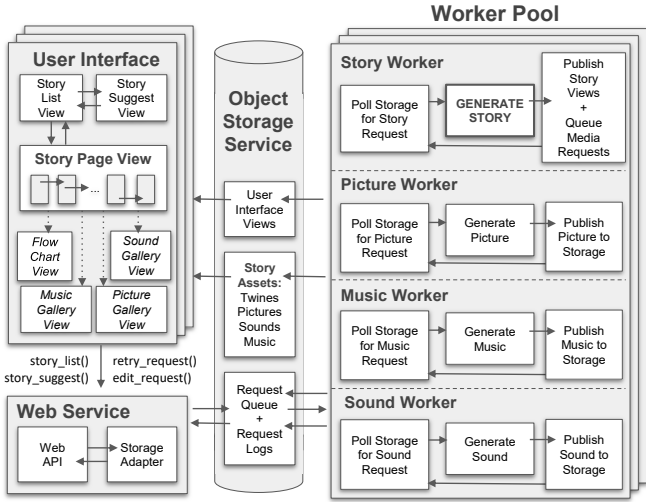 Worker Pool
User Interface
Story
List
View
Story
Suggest
View
Story Page View
...
Flow
Chart
View
Sound
Gallery
View
Music
Gallery
View
Picture
Gallery
View
story_list()
retry_request()
story_suggest()
edit_request()
Web Service
Web
API
Storage
Adapter
Object
Storage
Service
User
Interface
Views
Story
Assets:
Twines
Pictures
Sounds
Music
Request
Queue
+
Request
Logs
Story Worker
Poll Storage
for Story
Request
GENERATE
STORY
Publish
Story
Views
+
Queue
Media
Requests
Picture Worker
Poll Storage
for Picture
Request
Generate
Picture
Publish
Picture to
Storage
Music Worker
Poll Storage
for Music
Request
Generate
Music
Publish
Music to
Storage
Sound Worker
Poll Storage
for Sound
Request
Generate
Sound
Publish
Sound to
Storage